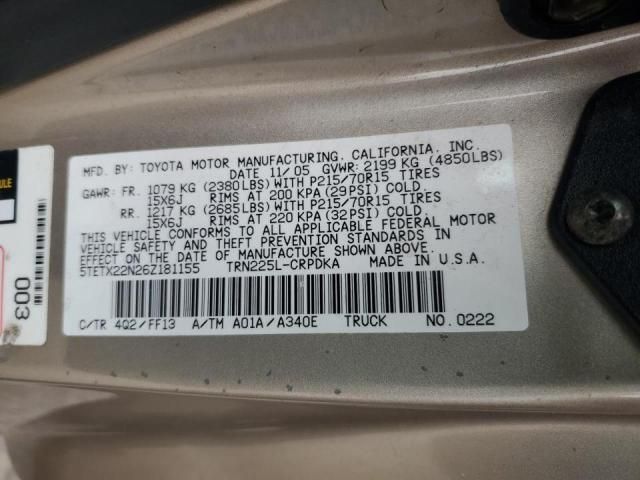 MFD. BY: TOYOTA MOTOR MANUFACTURING, CALIFORNIA, INC.
DATE 11/05 GVWR: 2199 KG (4850LBS)
GAWR: FR. 1079 KG (2380LBS) WITH P215/70R15 TIRES
15X6J RIMS AT 200 KPA (29PSI) COLD.
RR. 1217 KG (2685LBS) WITH P215/70R15 TIRES
15X6J RIMS AT 220 KPA (32PSI) COLD.
THIS VEHICLE CONFORMS TO ALL APPLICABLE FEDERAL MOTOR
VEHICLE SAFETY AND THEFT PREVENTION STANDARDS IN
EFFECT ON THE DATE OF MANUFACTURE SHOWN ABOVE.
5TETX22N26Z181155 TRN225L-CRPDKA MADE IN U.S.A.
C/TR 4Q2/FF13 A/TM A01A/A340E TRUCK NO. 0222
003